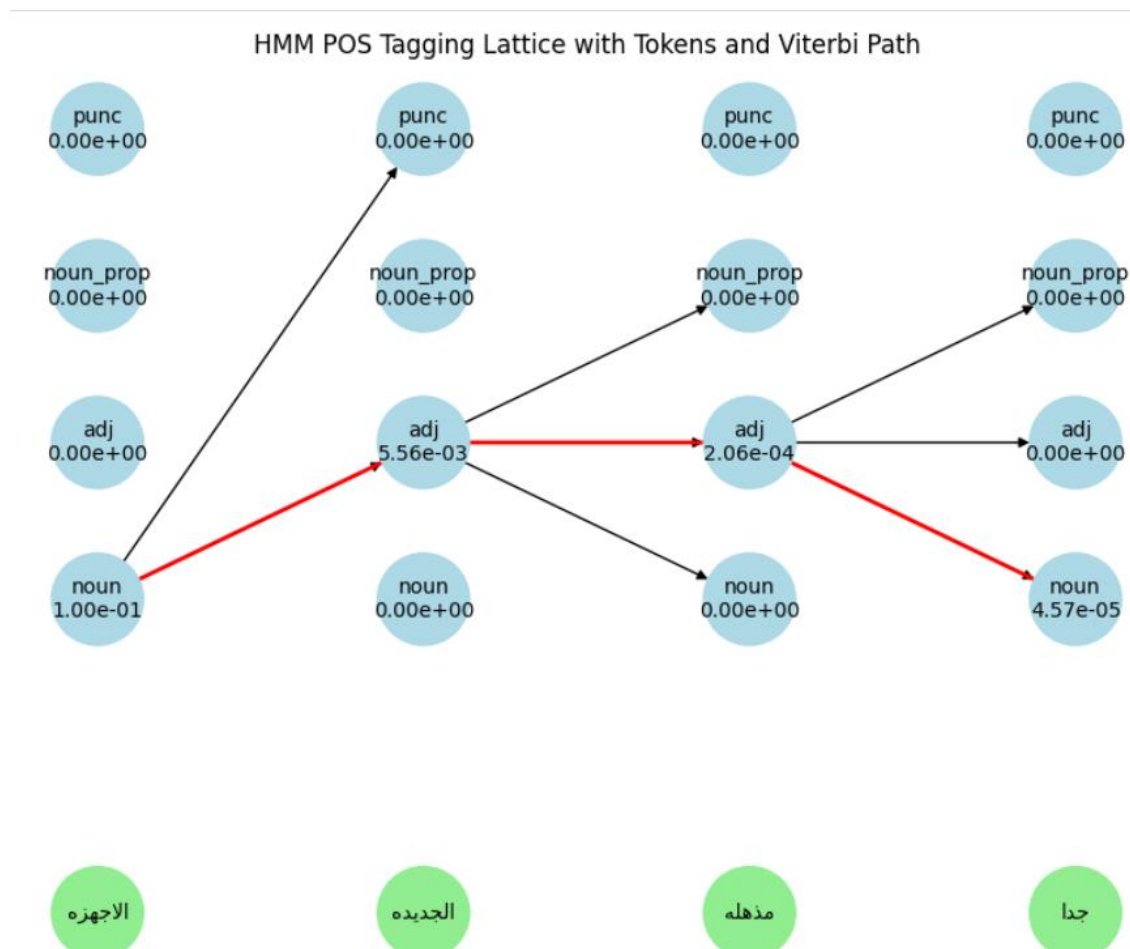 HMM POS Tagging Lattice with Tokens and Viterbi Path
punc punc punc punc
0.00e+00 0.00e+00 0.00e+00 0.00e+00
noun_prop noun_prop noun_prop noun_prop
0.00e+00 0.00e+00 0.00e+00 0.00e+00
adj adj adj adj
0.00e+00 5.56e-03 2.06e-04 0.00e+00
noun noun noun noun
1.00e-01 0.00e+00 0.00e+00 4.57e-05
الاجهزه الجديده مذهله جدا